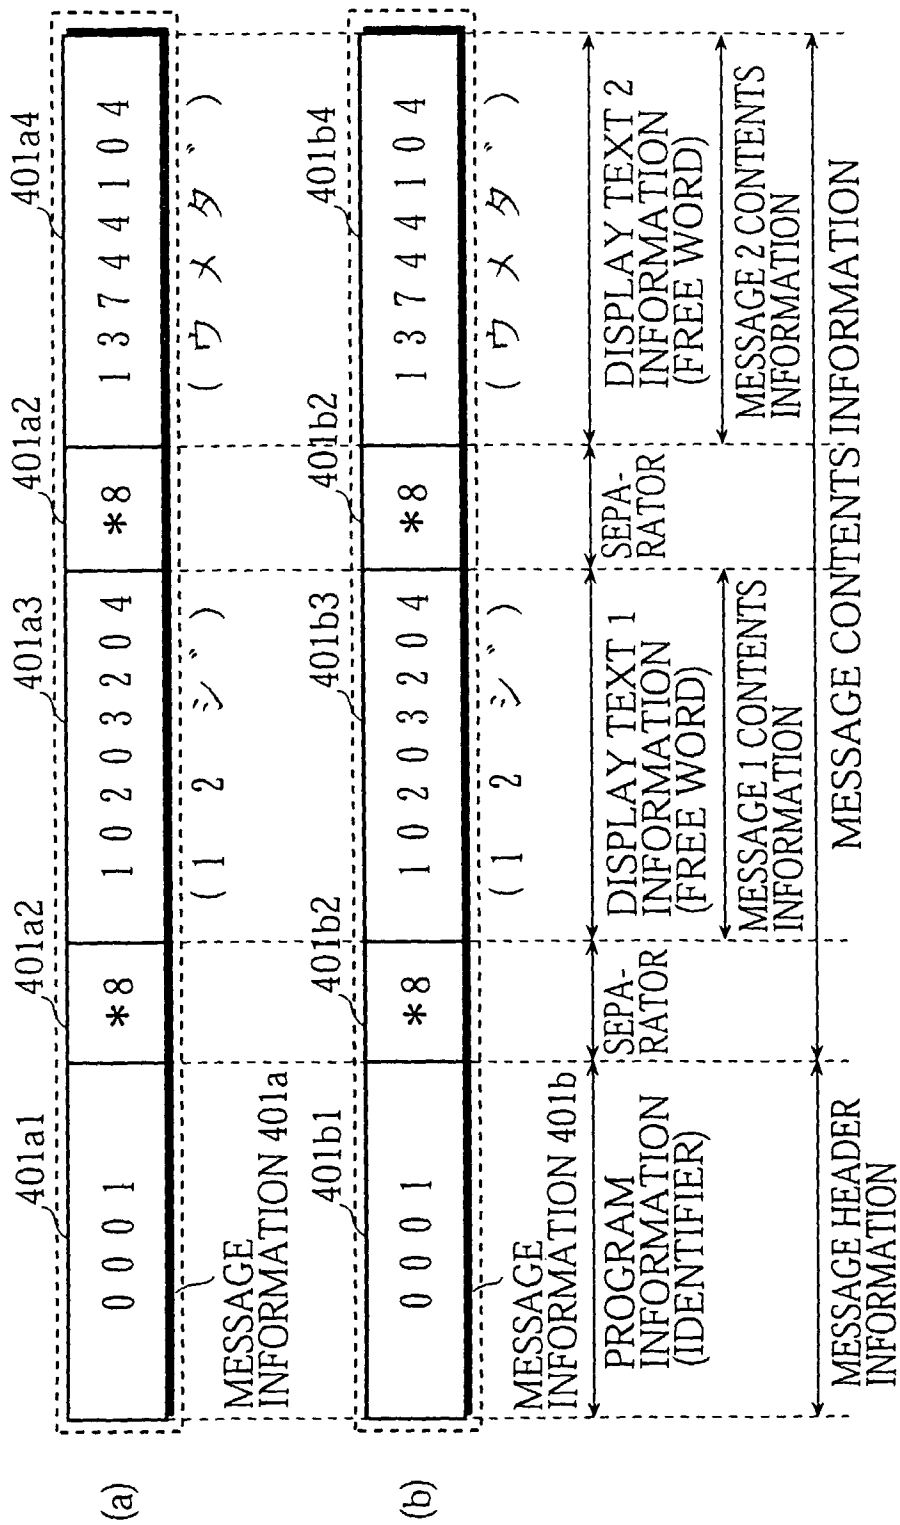 (a)
401a1
401a2
401a3
401a2
401a4
0 0 0 1
*8
1 0 2 0 3 2 0 4
*8
1 3 7 4 4 1 0 4
( 1 2 シ ゛ )
( ウ メ タ ゛ )
MESSAGE
INFORMATION 401a
(b)
401b1
401b2
401b3
401b2
401b4
0 0 0 1
*8
1 0 2 0 3 2 0 4
*8
1 3 7 4 4 1 0 4
( 1 2 シ ゛ )
( ウ メ タ ゛ )
MESSAGE
INFORMATION 401b
PROGRAM
INFORMATION
(IDENTIFIER)
SEPA-
RATOR
DISPLAY TEXT 1
INFORMATION
(FREE WORD)
SEPA-
RATOR
DISPLAY TEXT 2
INFORMATION
(FREE WORD)
MESSAGE 1 CONTENTS
INFORMATION
MESSAGE 2 CONTENTS
INFORMATION
MESSAGE HEADER
INFORMATION
MESSAGE CONTENTS INFORMATION